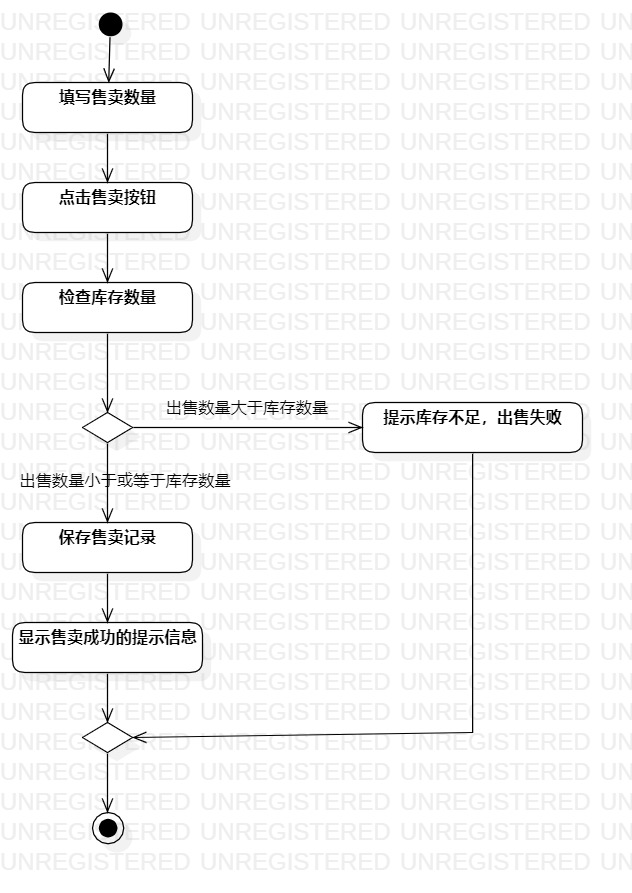 填写售卖数量
点击售卖按钮
检查库存数量
出售数量大于库存数量
提示库存不足，出售失败
出售数量小于或等于库存数量
保存售卖记录
显示售卖成功的提示信息
UNREGISTERED